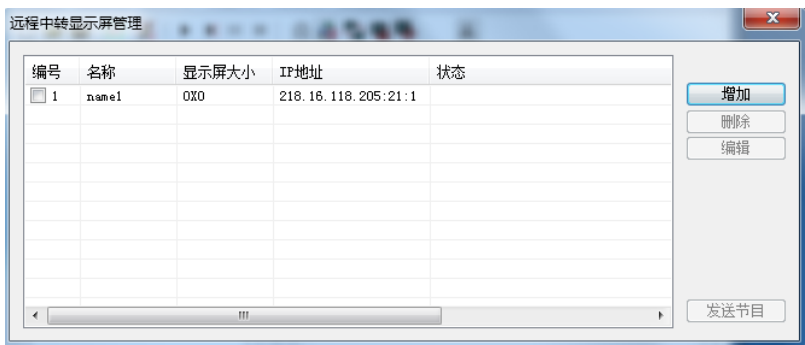 远程中转显示屏管理
编号 名称 显示屏大小 IP地址 状态
1 name1 0X0 218.16.118.205:21:1
增加
删除
编辑
发送节目